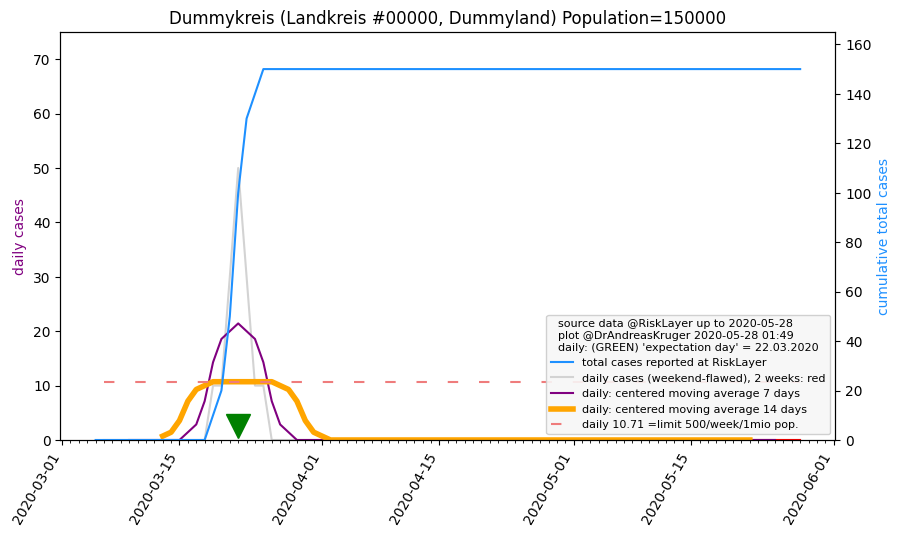 Dummykreis (Landkreis #00000, Dummyland) Population=150000
70
60
50
40
30
20
10
0
daily cases
160
140
120
100
80
60
40
20
0
cumulative total cases
source data @RiskLayer up to 2020-05-28
plot @DrAndreasKruger 2020-05-28 01:49
daily: (GREEN) 'expectation day' = 22.03.2020
total cases reported at RiskLayer
daily cases (weekend-flawed), 2 weeks: red
daily: centered moving average 7 days
daily: centered moving average 14 days
daily 10.71 =limit 500/week/1mio pop.
2020-03-01
2020-03-15
2020-04-01
2020-04-15
2020-05-01
2020-05-15
2020-06-01